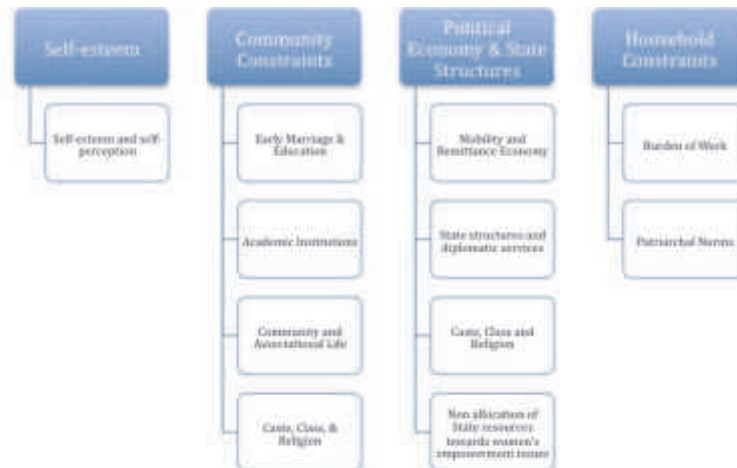 Self-esteem
Self-esteem and self-
perception
Community
Constraints
Early Marriage &
Education
Academic Institutions
Community and
Associational Life
Caste, Class, &
Religion
Political
Economy & State
Structures
Mobility and
Remittance Economy
State structures and
diplomatic services
Caste, Class and
Religion
Non allocation of
State resources
towards women's
empowerment issues
Household
Constraints
Burden of Work
Patriarchal Norms